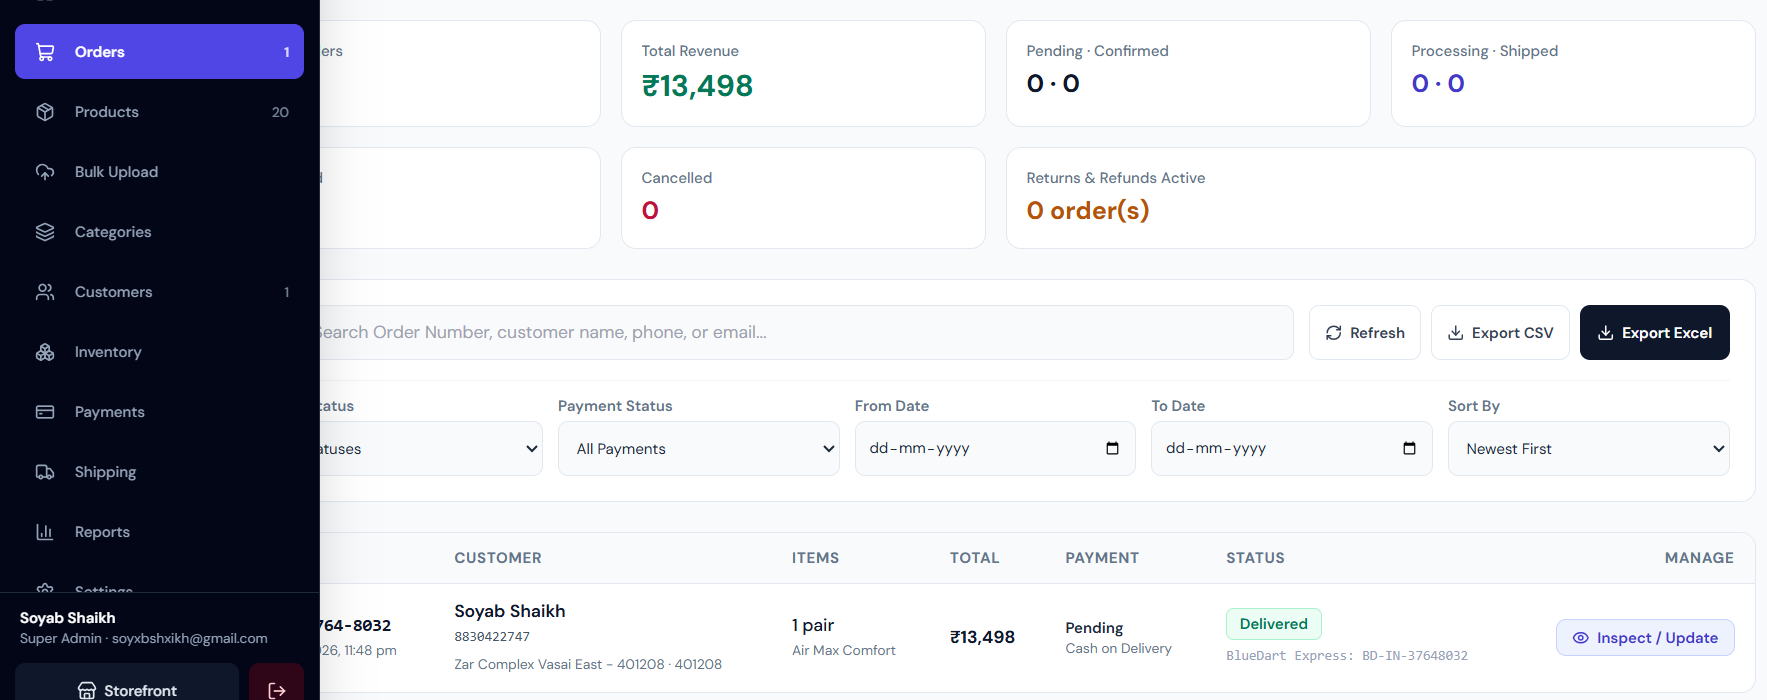 Orders 1
Products 20
Bulk Upload
Categories
Customers 1
Inventory
Payments
Shipping
Reports
Settings
Soyab Shaikh
Super Admin · soyxbshxikh@gmail.com
Storefront
ers
Total Revenue
₹13,498
Pending · Confirmed
0 · 0
Processing · Shipped
0 · 0
d
Cancelled
0
Returns & Refunds Active
0 order(s)
Search Order Number, customer name, phone, or email...
Refresh
Export CSV
Export Excel
tatus
atuses
Payment Status
All Payments
From Date
dd-mm-yyyy
To Date
dd-mm-yyyy
Sort By
Newest First
CUSTOMER ITEMS TOTAL PAYMENT STATUS MANAGE
764-8032
26, 11:48 pm
Soyab Shaikh
8830422747
Zar Complex Vasai East - 401208 · 401208
1 pair
Air Max Comfort
₹13,498
Pending
Cash on Delivery
Delivered
BlueDart Express: BD-IN-37648032
Inspect / Update